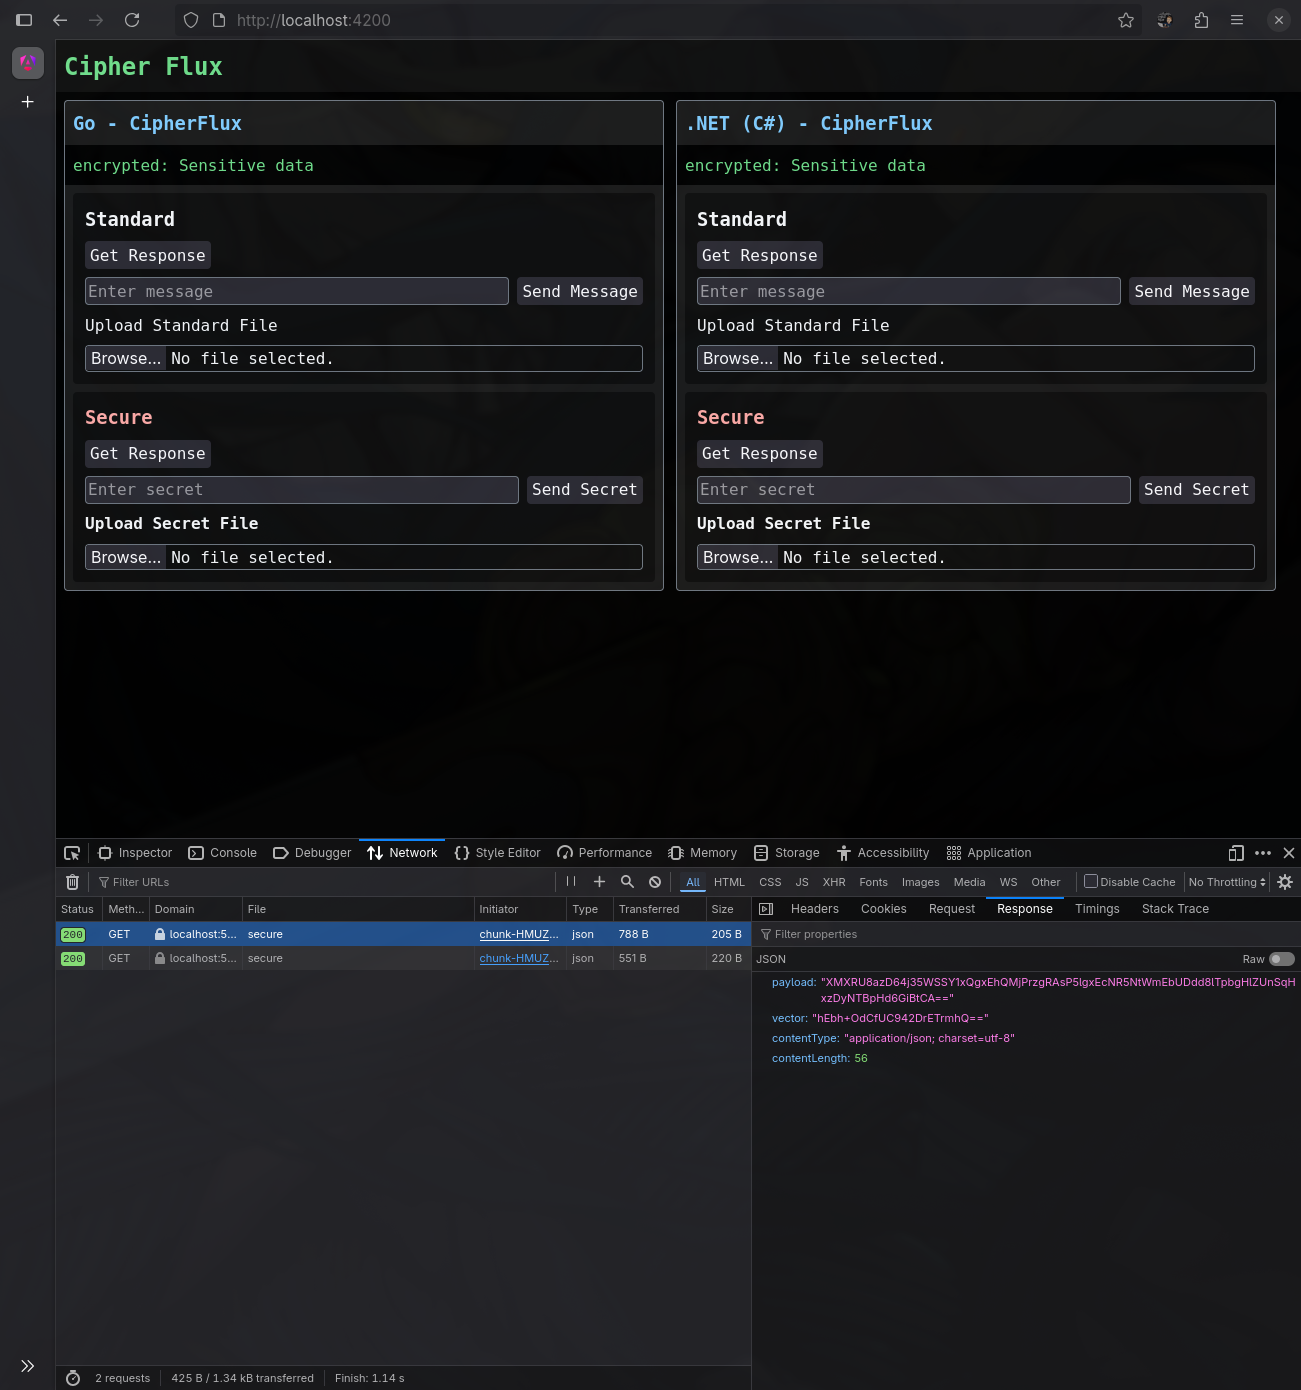 http://localhost:4200
Cipher Flux
Go - CipherFlux
encrypted: Sensitive data
Standard
Get Response
Enter message
Send Message
Upload Standard File
Browse... No file selected.
Secure
Get Response
Enter secret
Send Secret
Upload Secret File
Browse... No file selected.
.NET (C#) - CipherFlux
encrypted: Sensitive data
Standard
Get Response
Enter message
Send Message
Upload Standard File
Browse... No file selected.
Secure
Get Response
Enter secret
Send Secret
Upload Secret File
Browse... No file selected.
Inspector Console Debugger Network Style Editor Performance Memory Storage Accessibility Application
Filter URLs
All HTML CSS JS XHR Fonts Images Media WS Other
Disable Cache
No Throttling
Status Meth... Domain File Initiator Type Transferred Size
200 GET localhost:5... secure chunk-HMUZ... json 788 B 205 B
200 GET localhost:5... secure chunk-HMUZ... json 551 B 220 B
Headers Cookies Request Response Timings Stack Trace
Filter properties
JSON
Raw
payload: "XMXRU8azD64j35WSSY1xQgxEhQMjPrzgRAsP5lgxEcNR5NtWmEbUDdd8lTpbgHlZUnSqH
xzDyNTBpHd6GiBtCA=="
vector: "hEbh+OdCfUC942DrETrmhQ=="
contentType: "application/json; charset=utf-8"
contentLength: 56
2 requests 425 B / 1.34 kB transferred Finish: 1.14 s